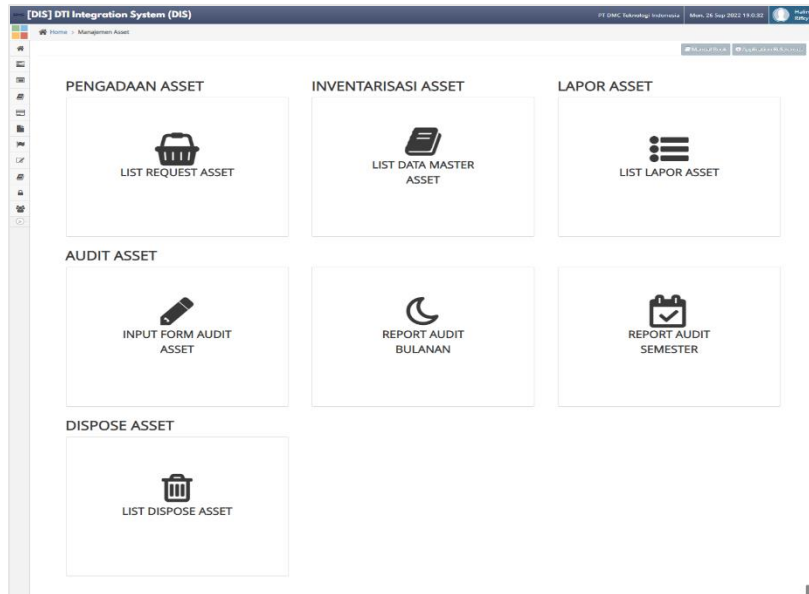 [DIS] DTI Integration System (DIS)
PT DMC Teknologi Indonesia
Mon, 26 Sep 2022 19.0.32
Home > Manajemen Asset
PENGADAAN ASSET
INVENTARISASI ASSET
LAPOR ASSET
LIST REQUEST ASSET
LIST DATA MASTER
ASSET
LIST LAPOR ASSET
AUDIT ASSET
INPUT FORM AUDIT
ASSET
REPORT AUDIT
BULANAN
REPORT AUDIT
SEMESTER
DISPOSE ASSET
LIST DISPOSE ASSET